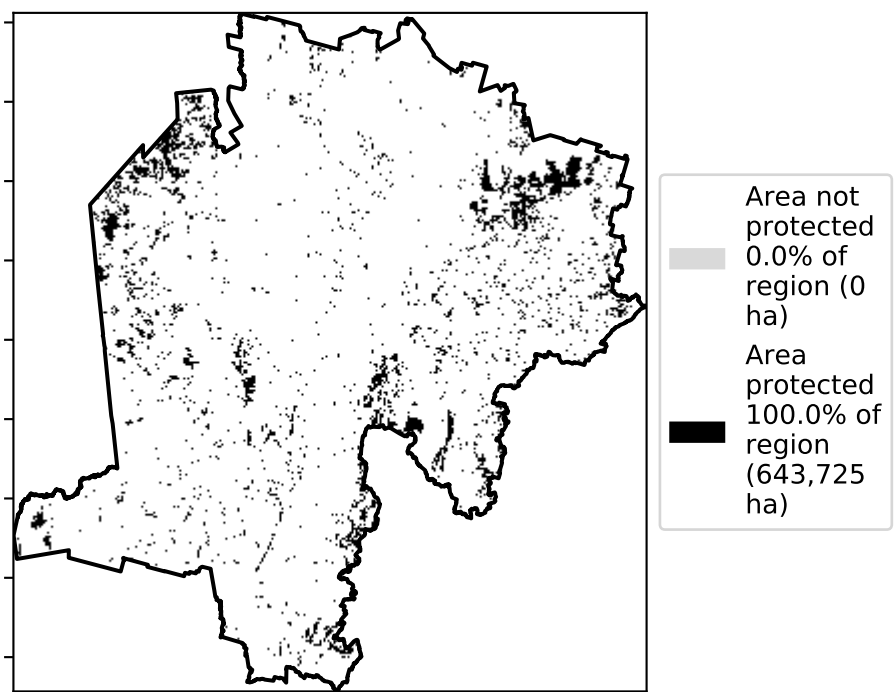 Area not
protected
0.0% of
region (0
ha)
Area
protected
100.0% of
region
(643,725
ha)